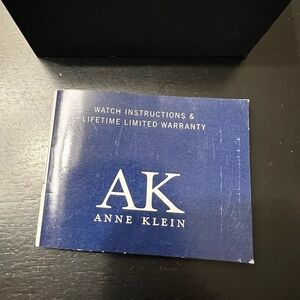 WATCH INSTRUCTIONS &
LIFETIME LIMITED WARRANTY
AK
ANNE KLEIN